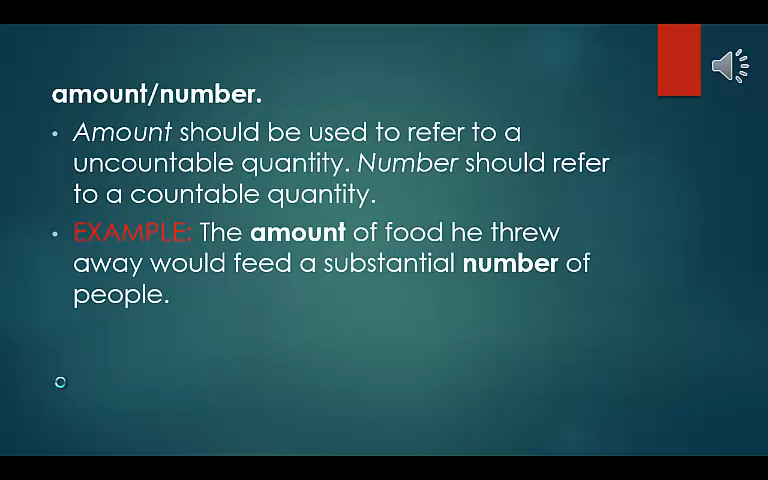 amount/number.
• Amount should be used to refer to a
uncountable quantity. Number should refer
to a countable quantity.
• EXAMPLE: The amount of food he threw
away would feed a substantial number of
people.